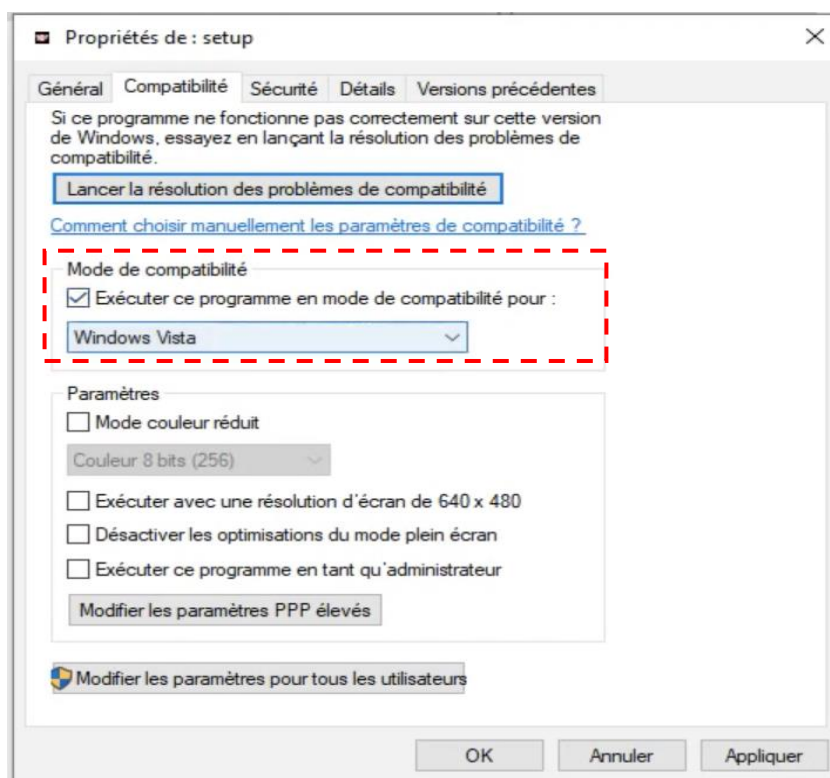 Propriétés de : setup
Général Compatibilité Sécurité Détails Versions précédentes
Si ce programme ne fonctionne pas correctement sur cette version
de Windows, essayez en lançant la résolution des problèmes de
compatibilité.
Lancer la résolution des problèmes de compatibilité
Comment choisir manuellement les paramètres de compatibilité ?
Mode de compatibilité
Exécuter ce programme en mode de compatibilité pour :
Windows Vista
Paramètres
Mode couleur réduit
Couleur 8 bits (256)
Exécuter avec une résolution d'écran de 640 x 480
Désactiver les optimisations du mode plein écran
Exécuter ce programme en tant qu'administrateur
Modifier les paramètres PPP élevés
Modifier les paramètres pour tous les utilisateurs
OK Annuler Appliquer